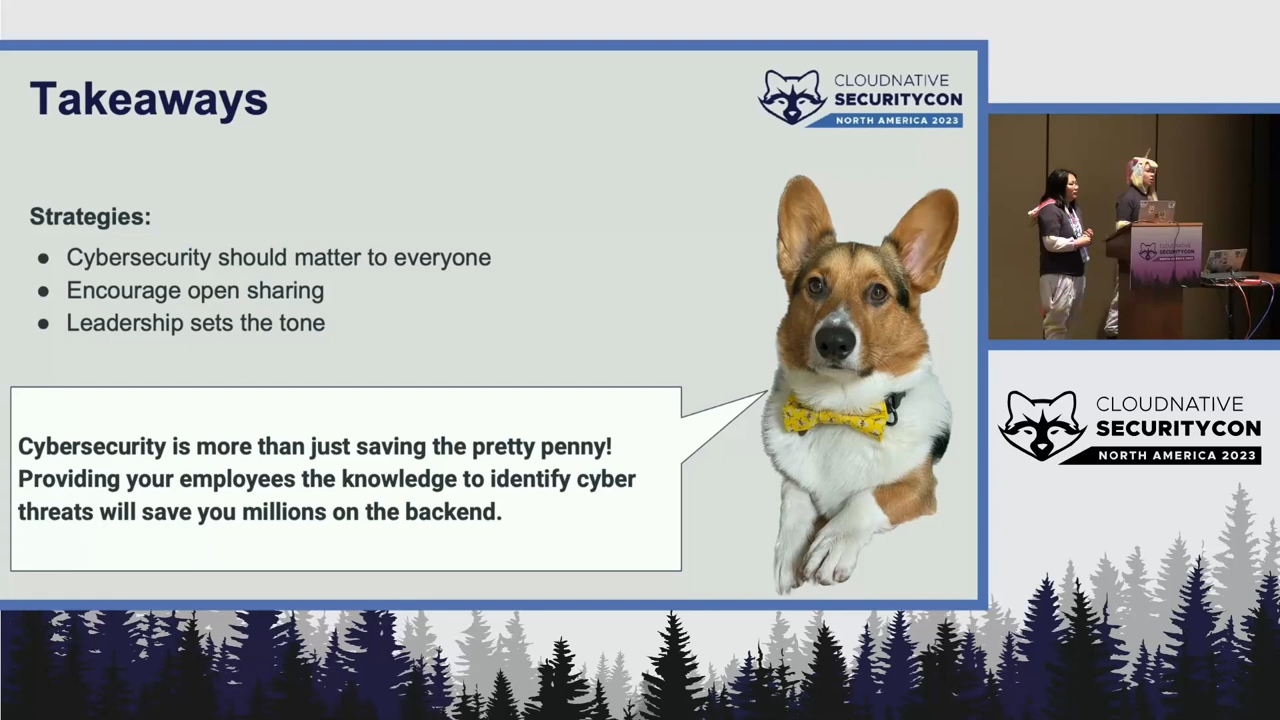 Takeaways
CLOUDNATIVE
SECURITYCON
NORTH AMERICA 2023
Strategies:
● Cybersecurity should matter to everyone
● Encourage open sharing
● Leadership sets the tone
Cybersecurity is more than just saving the pretty penny!
Providing your employees the knowledge to identify cyber
threats will save you millions on the backend.
CLOUDNATIVE
SECURITYCON
NORTH AMERICA 2023
CLOUDNATIVE
SECURITYCON